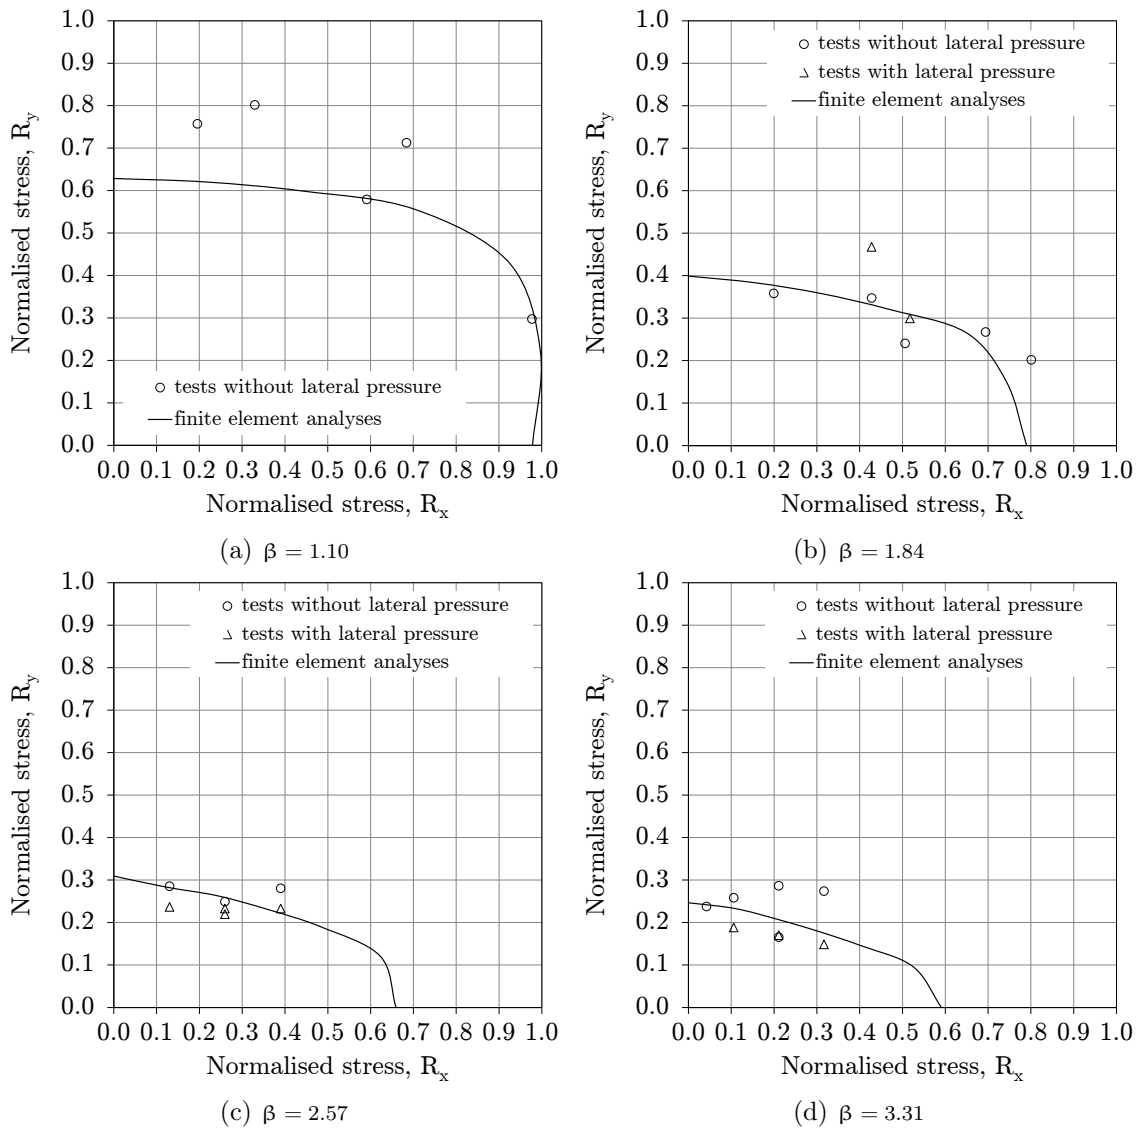 1.0
0.9
0.8
0.7
0.6
0.5
0.4
0.3
0.2
0.1
0.0
Normalised stress, Ry
tests without lateral pressure
finite element analyses
0.0 0.1 0.2 0.3 0.4 0.5 0.6 0.7 0.8 0.9 1.0
Normalised stress, Rx
(a) β = 1.10
1.0
0.9
0.8
0.7
0.6
0.5
0.4
0.3
0.2
0.1
0.0
Normalised stress, Ry
tests without lateral pressure
tests with lateral pressure
finite element analyses
0.0 0.1 0.2 0.3 0.4 0.5 0.6 0.7 0.8 0.9 1.0
Normalised stress, Rx
(b) β = 1.84
1.0
0.9
0.8
0.7
0.6
0.5
0.4
0.3
0.2
0.1
0.0
Normalised stress, Ry
tests without lateral pressure
tests with lateral pressure
finite element analyses
0.0 0.1 0.2 0.3 0.4 0.5 0.6 0.7 0.8 0.9 1.0
Normalised stress, Rx
(c) β = 2.57
1.0
0.9
0.8
0.7
0.6
0.5
0.4
0.3
0.2
0.1
0.0
Normalised stress, Ry
tests without lateral pressure
tests with lateral pressure
finite element analyses
0.0 0.1 0.2 0.3 0.4 0.5 0.6 0.7 0.8 0.9 1.0
Normalised stress, Rx
(d) β = 3.31